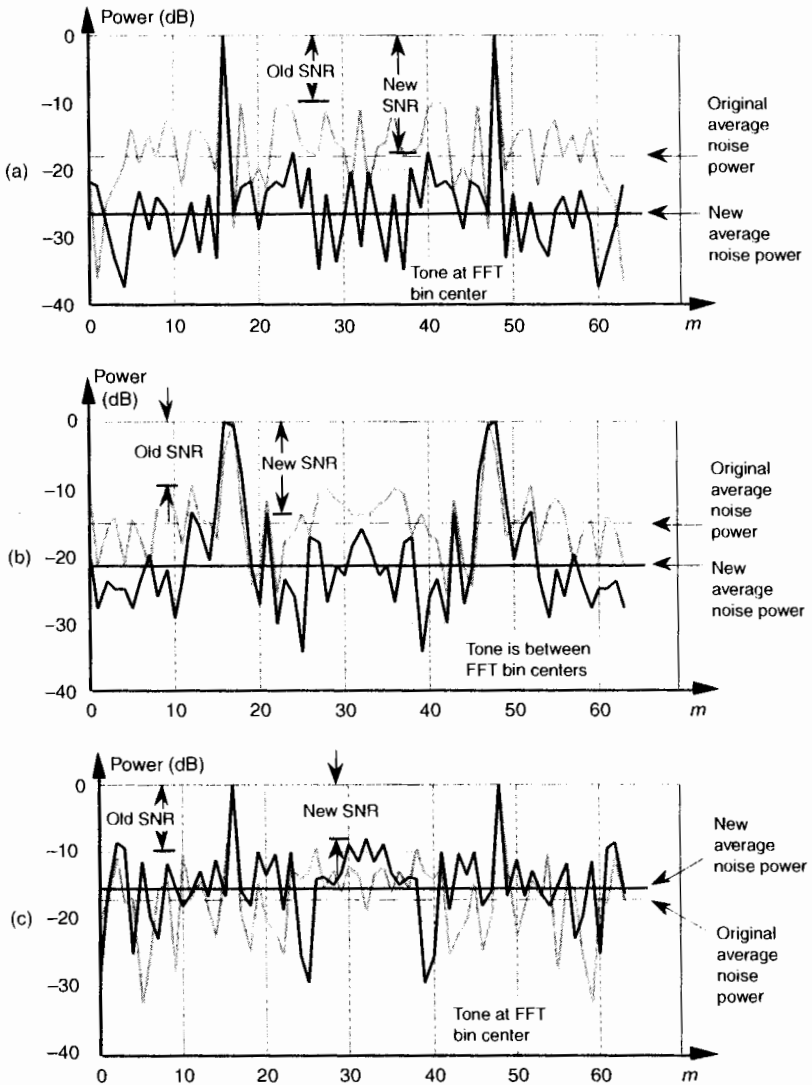 Power (dB)
0
Old SNR
New
SNR
–10
Original
average
noise
power
(a)
–20
New
average
noise power
–30
Tone at FFT
bin center
–40
0
10
20
30
40
50
60
m
Power
(dB)
0
Old SNR
New SNR
–10
Original
average
noise
power
(b)
–20
New
average
noise power
–30
Tone is between
FFT bin centers
–40
0
10
20
30
40
50
60
m
Power (dB)
0
Old SNR
New SNR
–10
New
average
noise power
(c)
–20
Original
average
noise
power
–30
Tone at FFT
bin center
–40
0
10
20
30
40
50
60
m